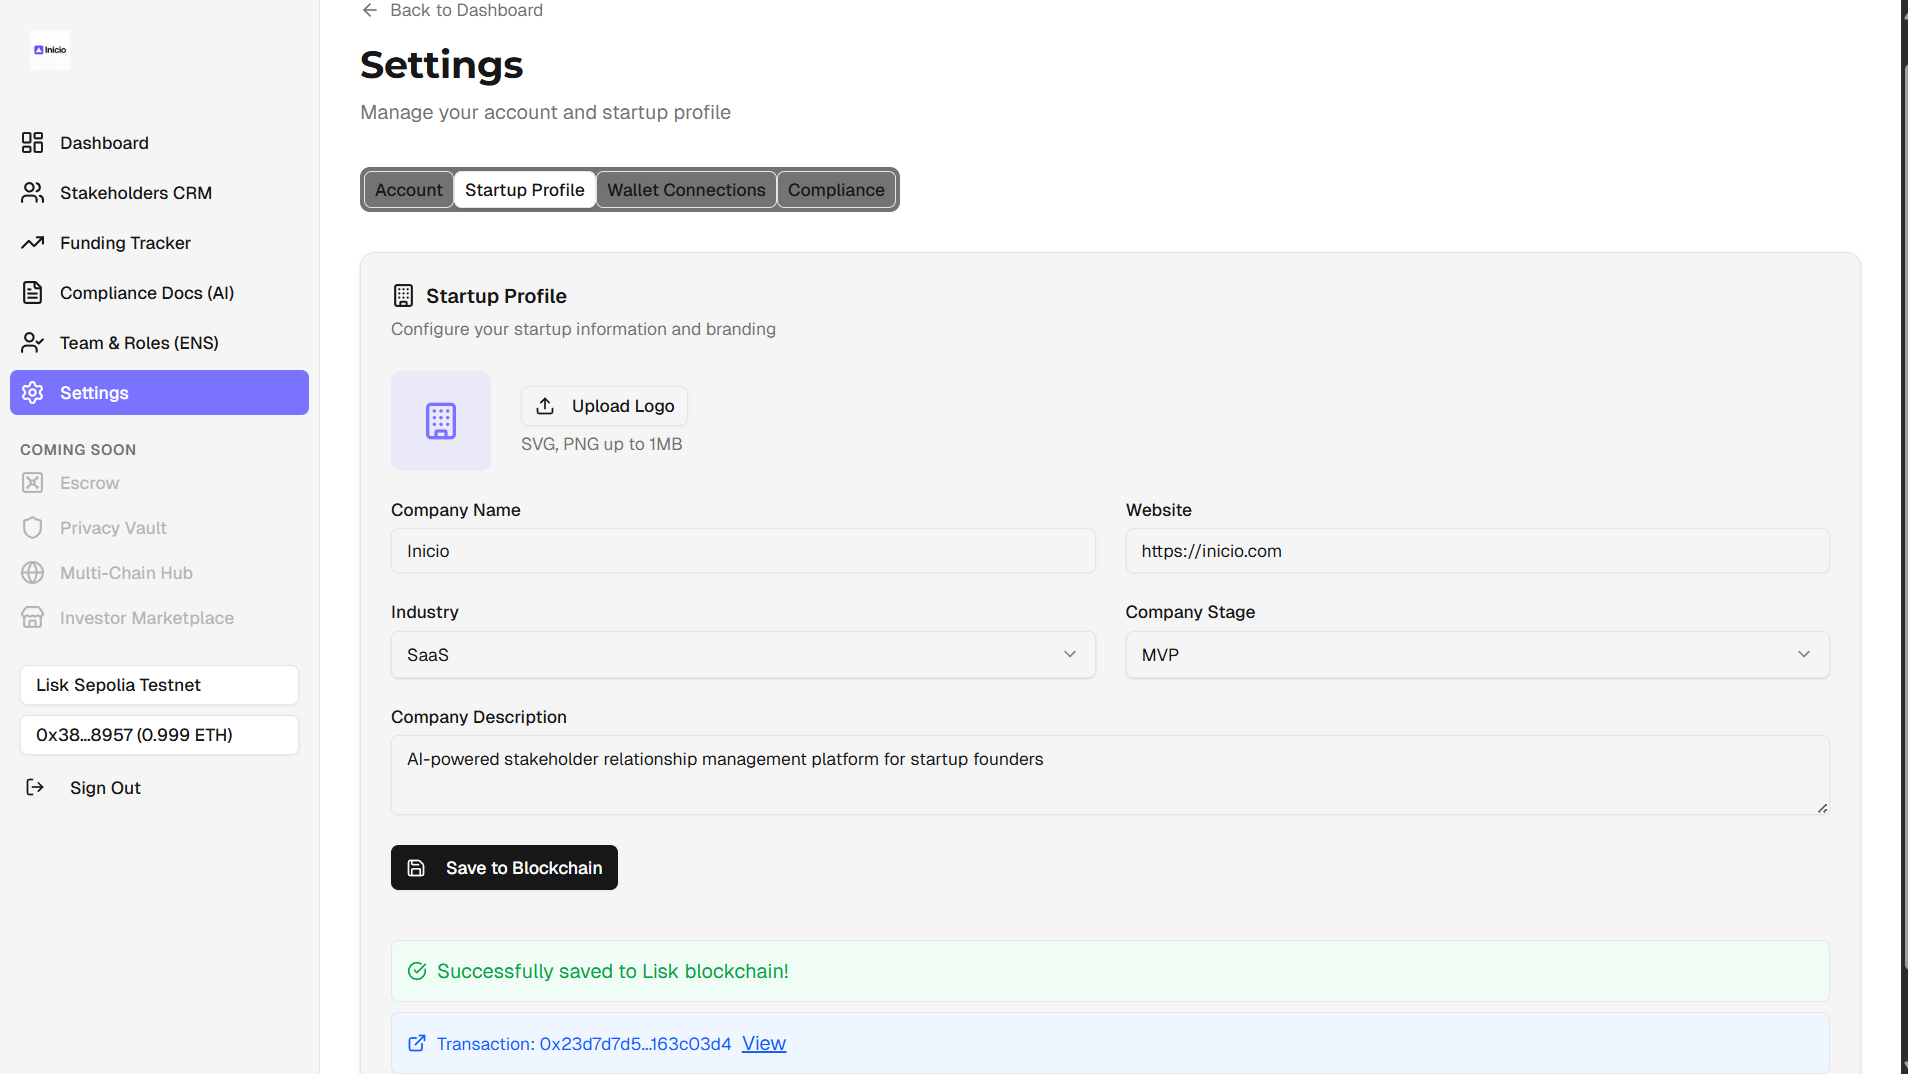 Inicio
Dashboard
Stakeholders CRM
Funding Tracker
Compliance Docs (AI)
Team & Roles (ENS)
Settings
COMING SOON
Escrow
Privacy Vault
Multi-Chain Hub
Investor Marketplace
Lisk Sepolia Testnet
0x38...8957 (0.999 ETH)
Sign Out
Back to Dashboard
Settings
Manage your account and startup profile
Account Startup Profile Wallet Connections Compliance
Startup Profile
Configure your startup information and branding
Upload Logo
SVG, PNG up to 1MB
Company Name
Inicio
Website
https://inicio.com
Industry
SaaS
Company Stage
MVP
Company Description
AI-powered stakeholder relationship management platform for startup founders
Save to Blockchain
Successfully saved to Lisk blockchain!
Transaction: 0x23d7d7d5...163c03d4 View